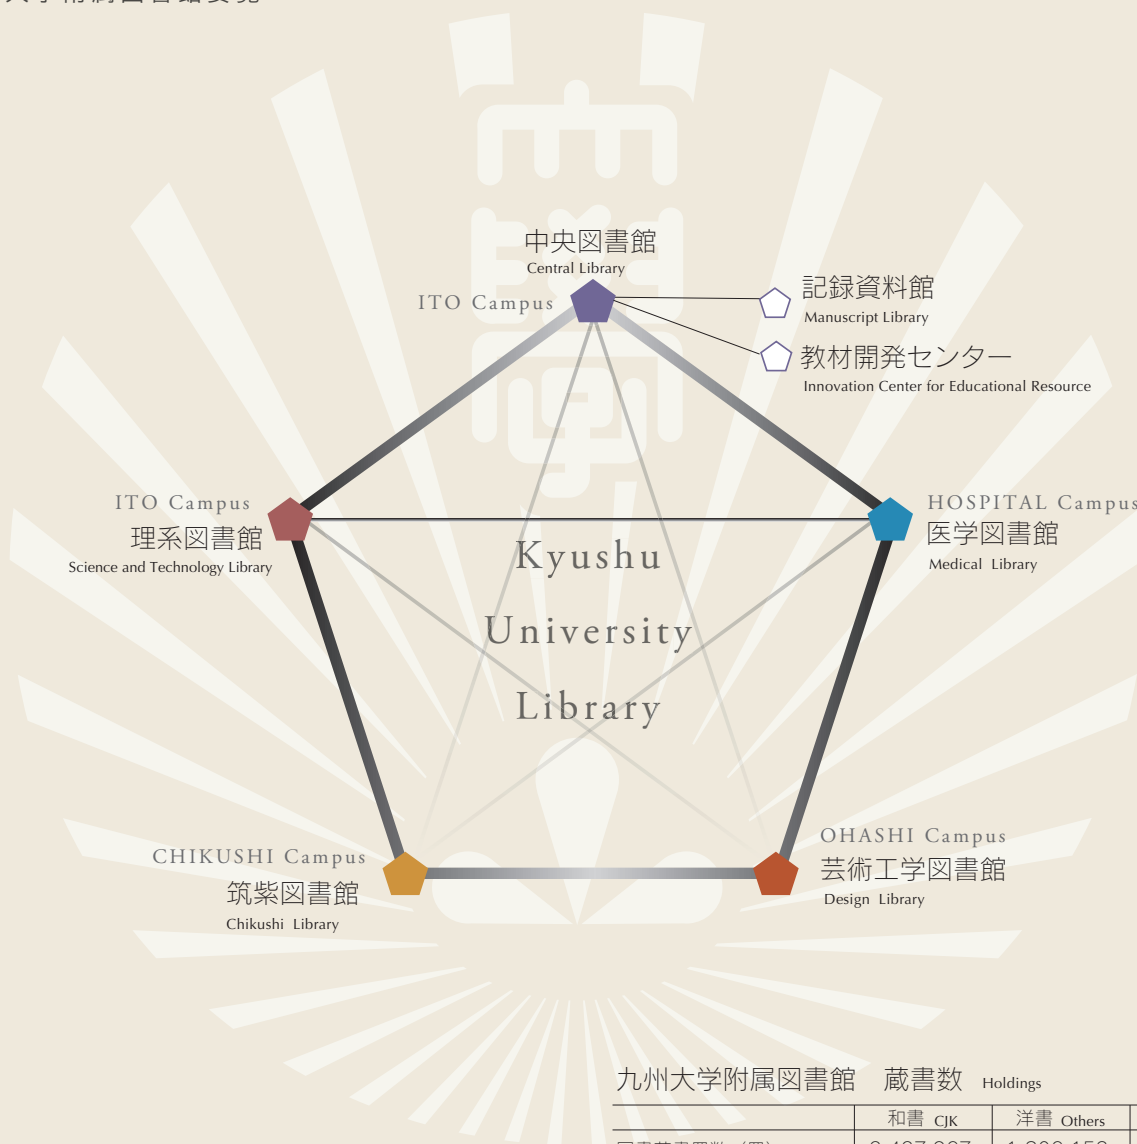 中央図書館
Central Library
ITO Campus
記録資料館
Manuscript Library
教材開発センター
Innovation Center for Educational Resource
ITO Campus
理系図書館
Science and Technology Library
HOSPITAL Campus
医学図書館
Medical Library
Kyushu
University
Library
CHIKUSHI Campus
筑紫図書館
Chikushi Library
OHASHI Campus
芸術工学図書館
Design Library
九州大学附属図書館 蔵書数 Holdings
和書 CJK 洋書 Others